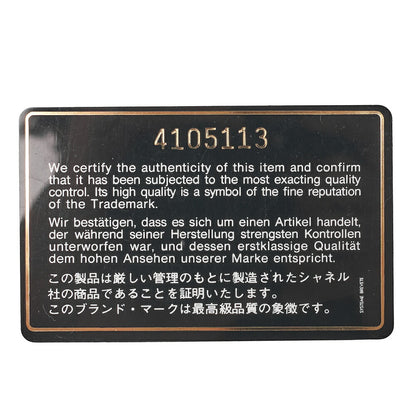 4105113
We certify the authenticity of this item and confirm
that it has been subjected to the most exacting quality
control. Its high quality is a symbol of the fine reputation
of the Trademark.
Wir bestätigen, dass es sich um einen Artikel handelt,
der während seiner Herstellung strengsten Kontrollen
unterworfen war, und dessen erstklassige Qualität
dem hohen Ansehen unserer Marke entspricht.
この製品は厳しい管理のもとに製造されたシャネル
社の商品であることを証明いたします。
このブランド・マークは最高級品質の象徴です。